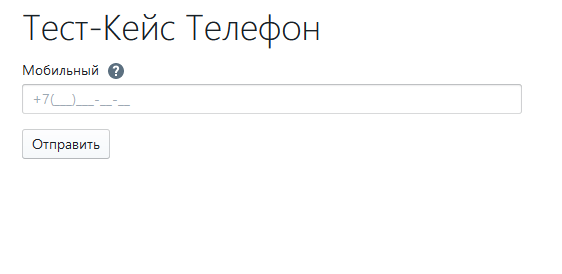 Тест-Кейс Телефон
Мобильный ?
+7(___)___-__-__
Отправить